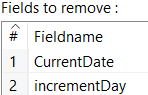 Fields to remove :
# Fieldname
1 CurrentDate
2 incrementDay